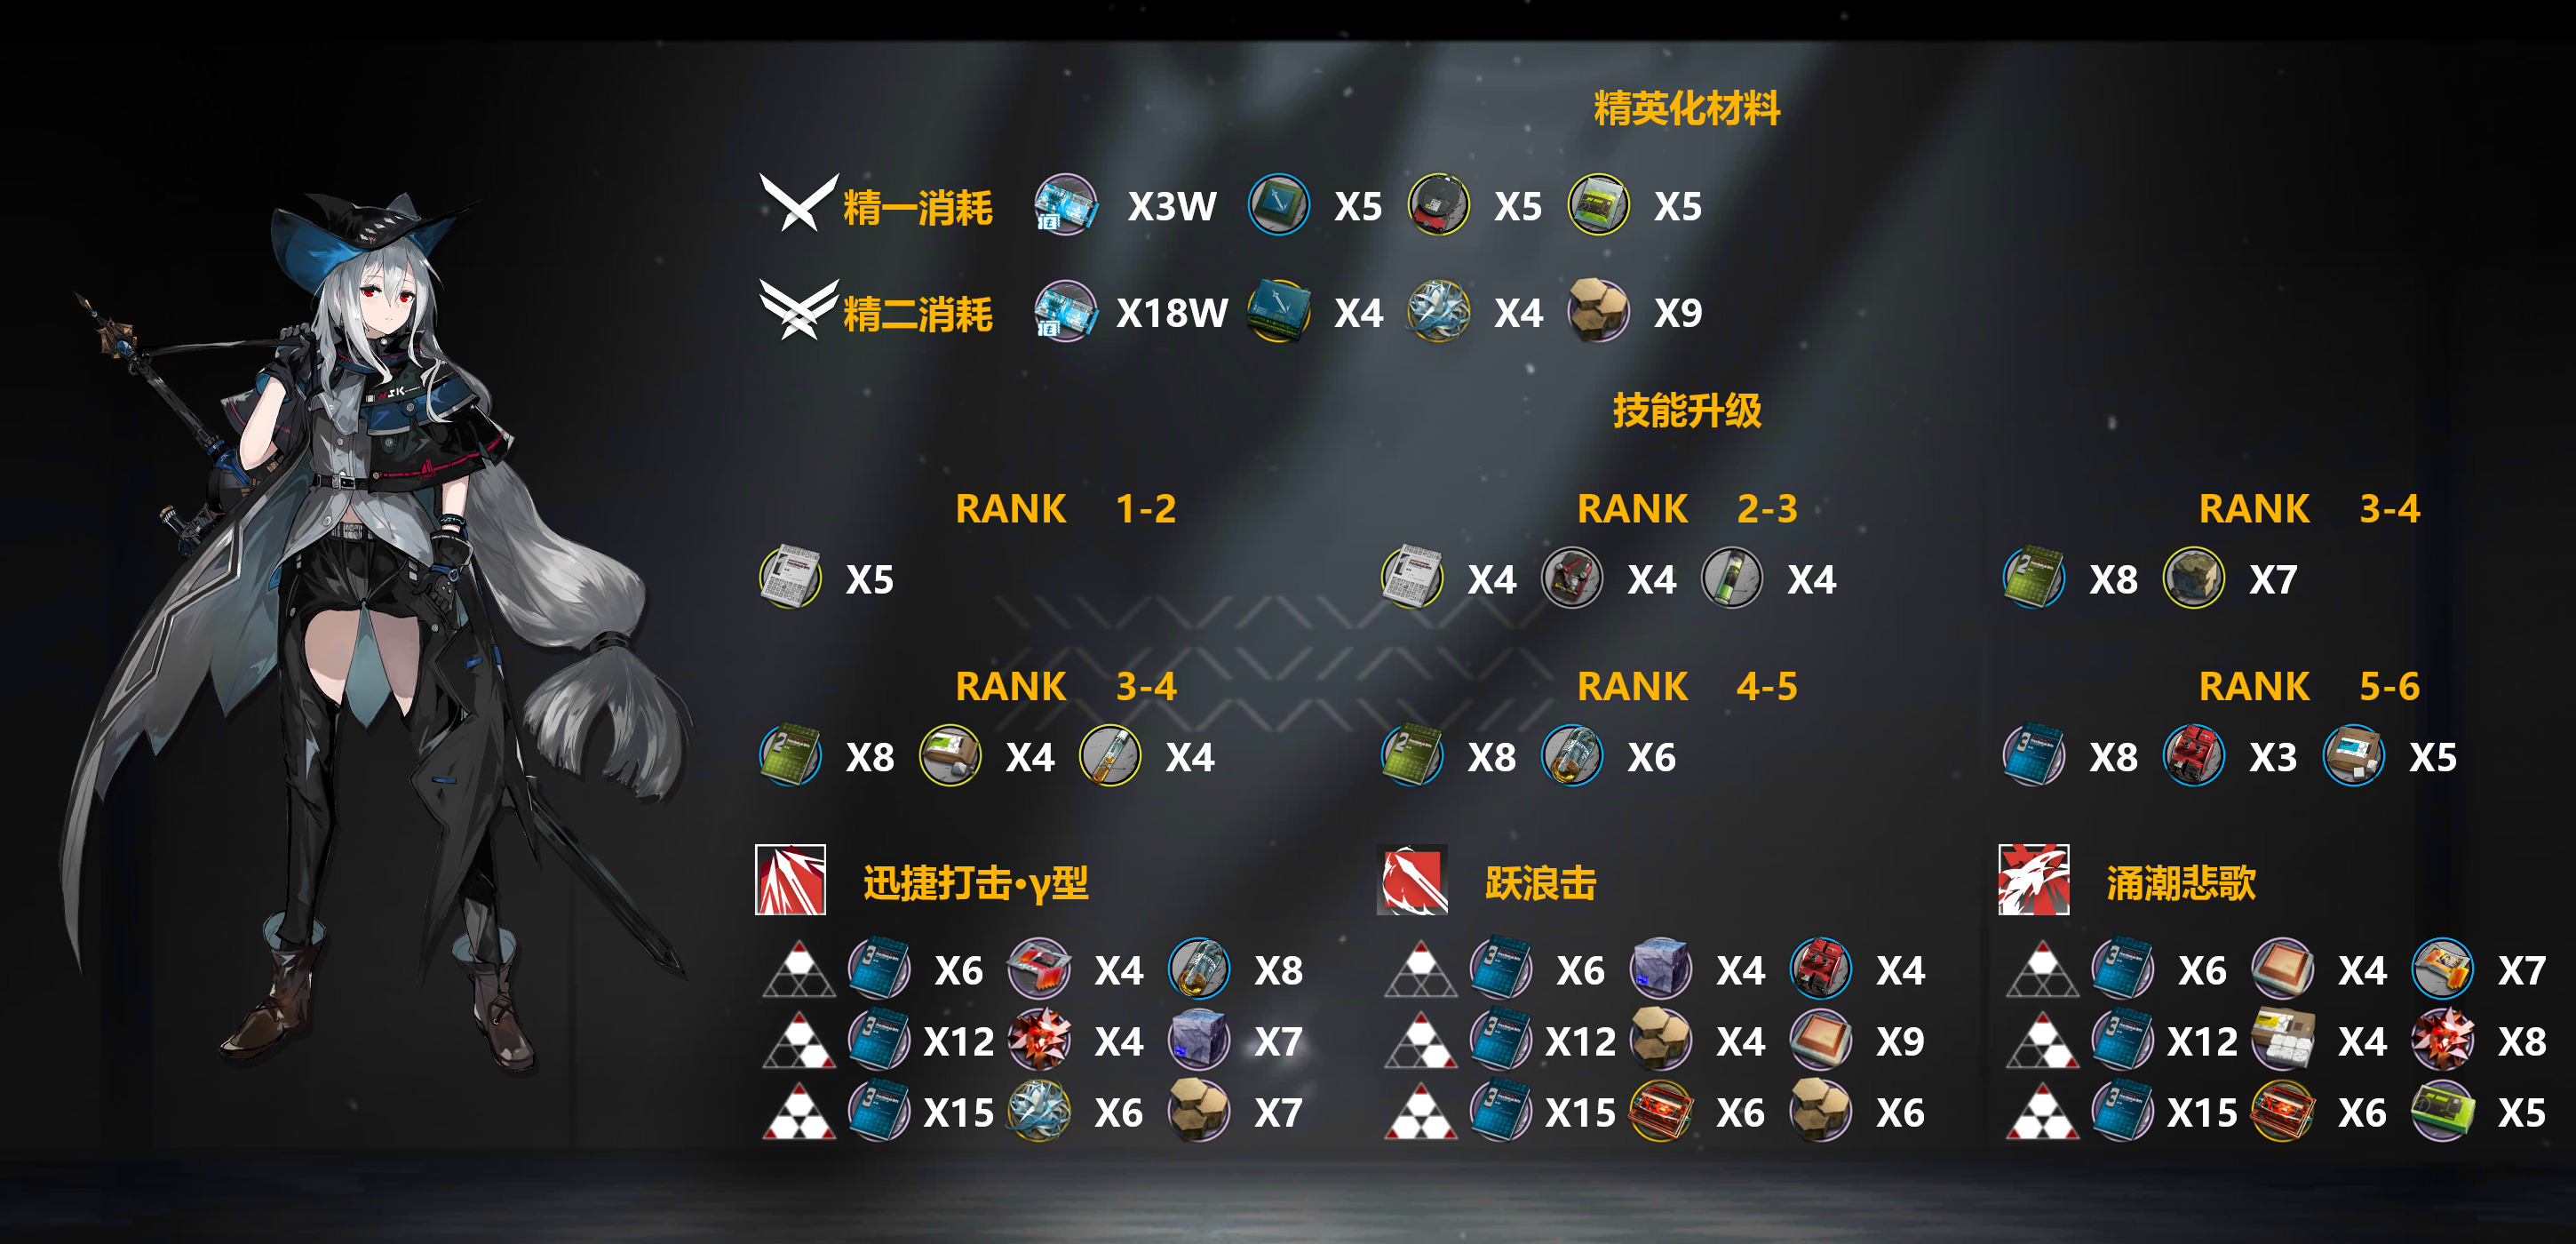 精英化材料
精一消耗 X3W X5 X5 X5
精二消耗 X18W X4 X4 X9
技能升级
RANK 1-2 RANK 2-3 RANK 3-4
X5 X4 X4 X4 X8 X7
RANK 3-4 RANK 4-5 RANK 5-6
X8 X4 X4 X8 X6 X8 X3 X5
迅捷打击·γ型 跃浪击 涌潮悲歌
X6 X4 X8 X6 X4 X4 X6 X4 X7
X12 X4 X7 X12 X4 X9 X12 X4 X8
X15 X6 X7 X15 X6 X6 X15 X6 X5